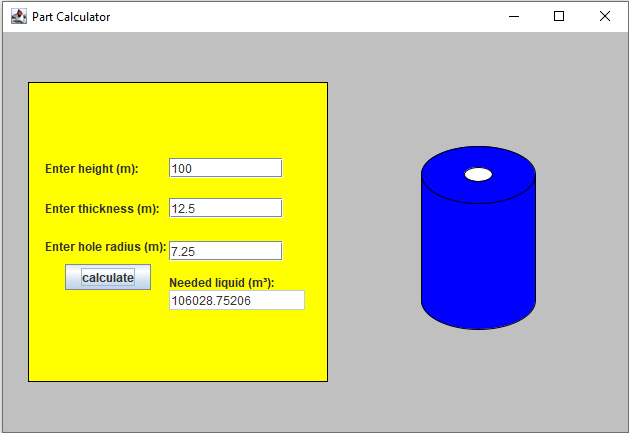 Part Calculator
Enter height (m): 100
Enter thickness (m): 12.5
Enter hole radius (m): 7.25
calculate
Needed liquid (m³):
106028.75206